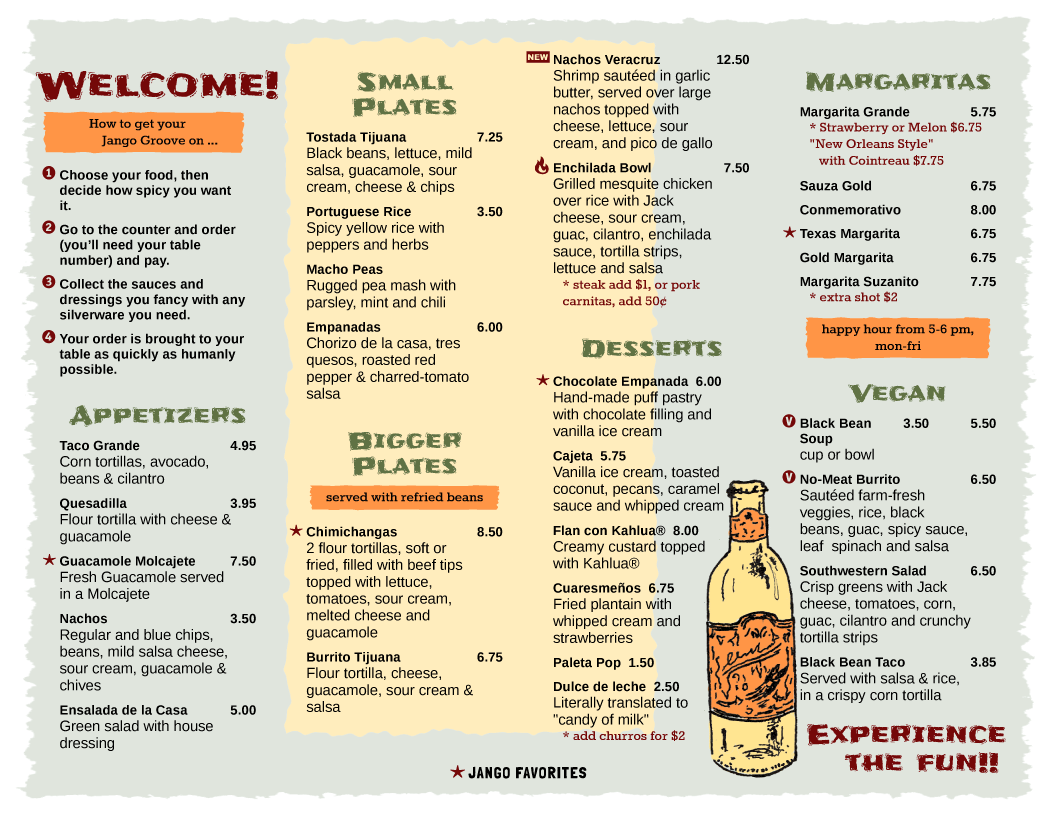 WELCOME!
How to get your
Jango Groove on ...
1 Choose your food, then
decide how spicy you want
it.
2 Go to the counter and order
(you’ll need your table
number) and pay.
3 Collect the sauces and
dressings you fancy with any
silverware you need.
4 Your order is brought to your
table as quickly as humanly
possible.
APPETIZERS
Taco Grande 4.95
Corn tortillas, avocado,
beans & cilantro
Quesadilla 3.95
Flour tortilla with cheese &
guacamole
Guacamole Molcajete 7.50
Fresh Guacamole served
in a Molcajete
Nachos 3.50
Regular and blue chips,
beans, mild salsa cheese,
sour cream, guacamole &
chives
Ensalada de la Casa 5.00
Green salad with house
dressing
SMALL
PLATES
Tostada Tijuana 7.25
Black beans, lettuce, mild
salsa, guacamole, sour
cream, cheese & chips
Portuguese Rice 3.50
Spicy yellow rice with
peppers and herbs
Macho Peas
Rugged pea mash with
parsley, mint and chili
Empanadas 6.00
Chorizo de la casa, tres
quesos, roasted red
pepper & charred-tomato
salsa
BIGGER
PLATES
served with refried beans
Chimichangas 8.50
2 flour tortillas, soft or
fried, filled with beef tips
topped with lettuce,
tomatoes, sour cream,
melted cheese and
guacamole
Burrito Tijuana 6.75
Flour tortilla, cheese,
guacamole, sour cream &
salsa
NEW Nachos Veracruz 12.50
Shrimp sautéed in garlic
butter, served over large
nachos topped with
cheese, lettuce, sour
cream, and pico de gallo
Enchilada Bowl 7.50
Grilled mesquite chicken
over rice with Jack
cheese, sour cream,
guac, cilantro, enchilada
sauce, tortilla strips,
lettuce and salsa
* steak add $1, or pork
carnitas, add 50¢
DESSERTS
Chocolate Empanada 6.00
Hand-made puff pastry
with chocolate filling and
vanilla ice cream
Cajeta 5.75
Vanilla ice cream, toasted
coconut, pecans, caramel
sauce and whipped cream
Flan con Kahlua® 8.00
Creamy custard topped
with Kahlua®
Cuaresmeños 6.75
Fried plantain with
whipped cream and
strawberries
Paleta Pop 1.50
Dulce de leche 2.50
Literally translated to
"candy of milk"
* add churros for $2
JANGO FAVORITES
MARGARITAS
Margarita Grande 5.75
* Strawberry or Melon $6.75
"New Orleans Style"
with Cointreau $7.75
Sauza Gold 6.75
Conmemorativo 8.00
Texas Margarita 6.75
Gold Margarita 6.75
Margarita Suzanito 7.75
* extra shot $2
happy hour from 5-6 pm,
mon-fri
VEGAN
V Black Bean 3.50 5.50
Soup
cup or bowl
V No-Meat Burrito 6.50
Sautéed farm-fresh
veggies, rice, black
beans, guac, spicy sauce,
leaf spinach and salsa
Southwestern Salad 6.50
Crisp greens with Jack
cheese, tomatoes, corn,
guac, cilantro and crunchy
tortilla strips
Black Bean Taco 3.85
Served with salsa & rice,
in a crispy corn tortilla
EXPERIENCE
THE FUN!!